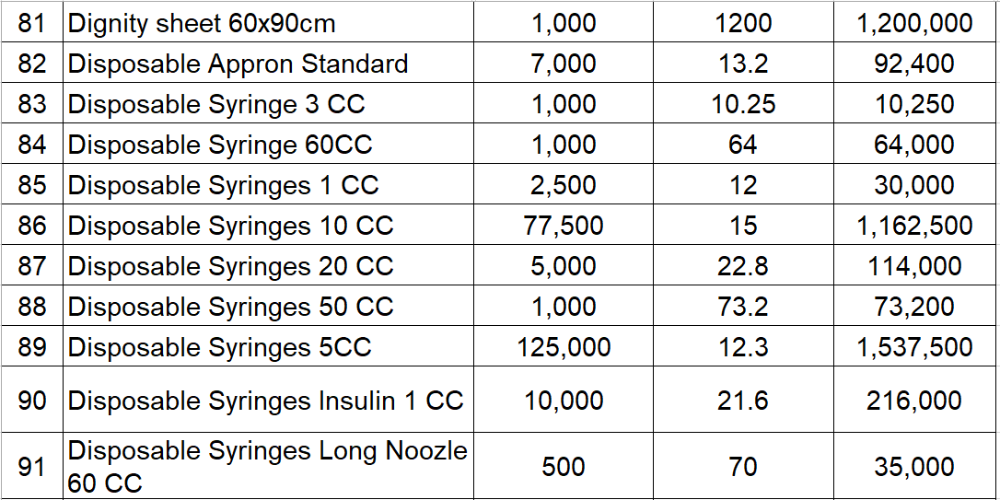 81 Dignity sheet 60x90cm 1,000 1200 1,200,000
82 Disposable Appron Standard 7,000 13.2 92,400
83 Disposable Syringe 3 CC 1,000 10.25 10,250
84 Disposable Syringe 60CC 1,000 64 64,000
85 Disposable Syringes 1 CC 2,500 12 30,000
86 Disposable Syringes 10 CC 77,500 15 1,162,500
87 Disposable Syringes 20 CC 5,000 22.8 114,000
88 Disposable Syringes 50 CC 1,000 73.2 73,200
89 Disposable Syringes 5CC 125,000 12.3 1,537,500
90 Disposable Syringes Insulin 1 CC 10,000 21.6 216,000
91 Disposable Syringes Long Noozle 500 70 35,000
60 CC